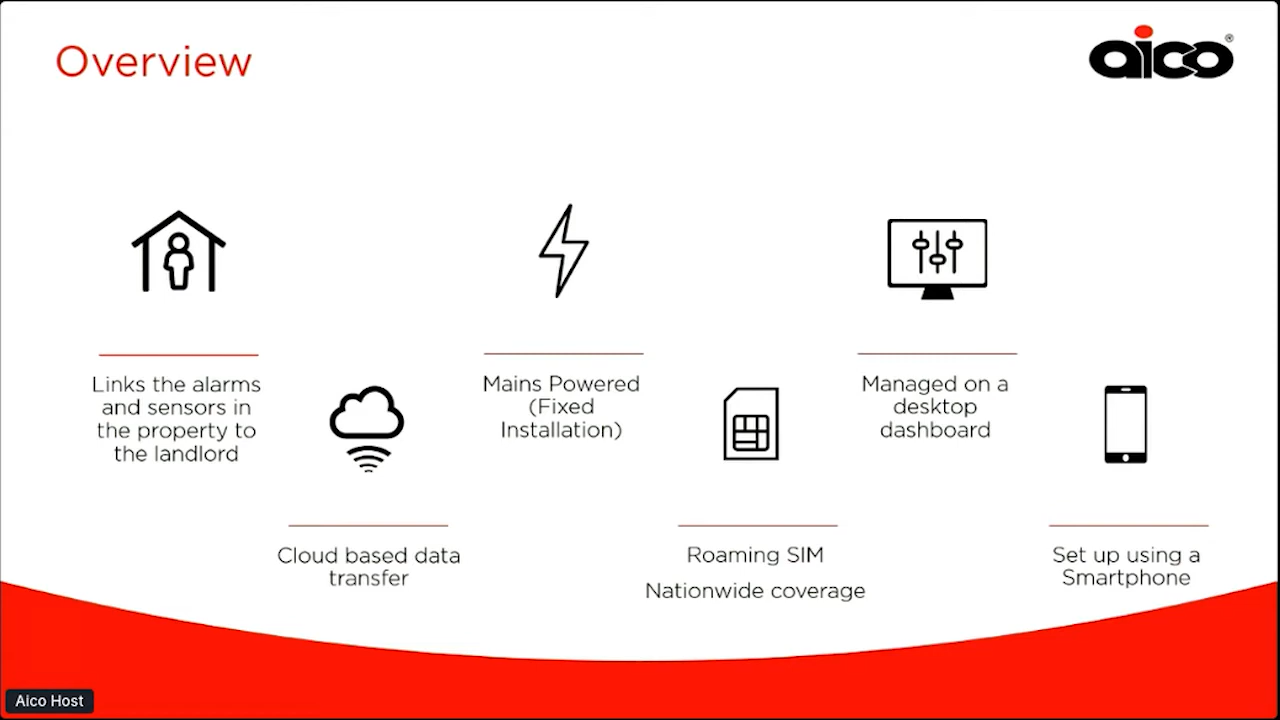 Overview
aico®
Links the alarms
and sensors in
the property to
the landlord
Cloud based data
transfer
Mains Powered
(Fixed
Installation)
Roaming SIM
Nationwide coverage
Managed on a
desktop
dashboard
Set up using a
Smartphone
Aico Host